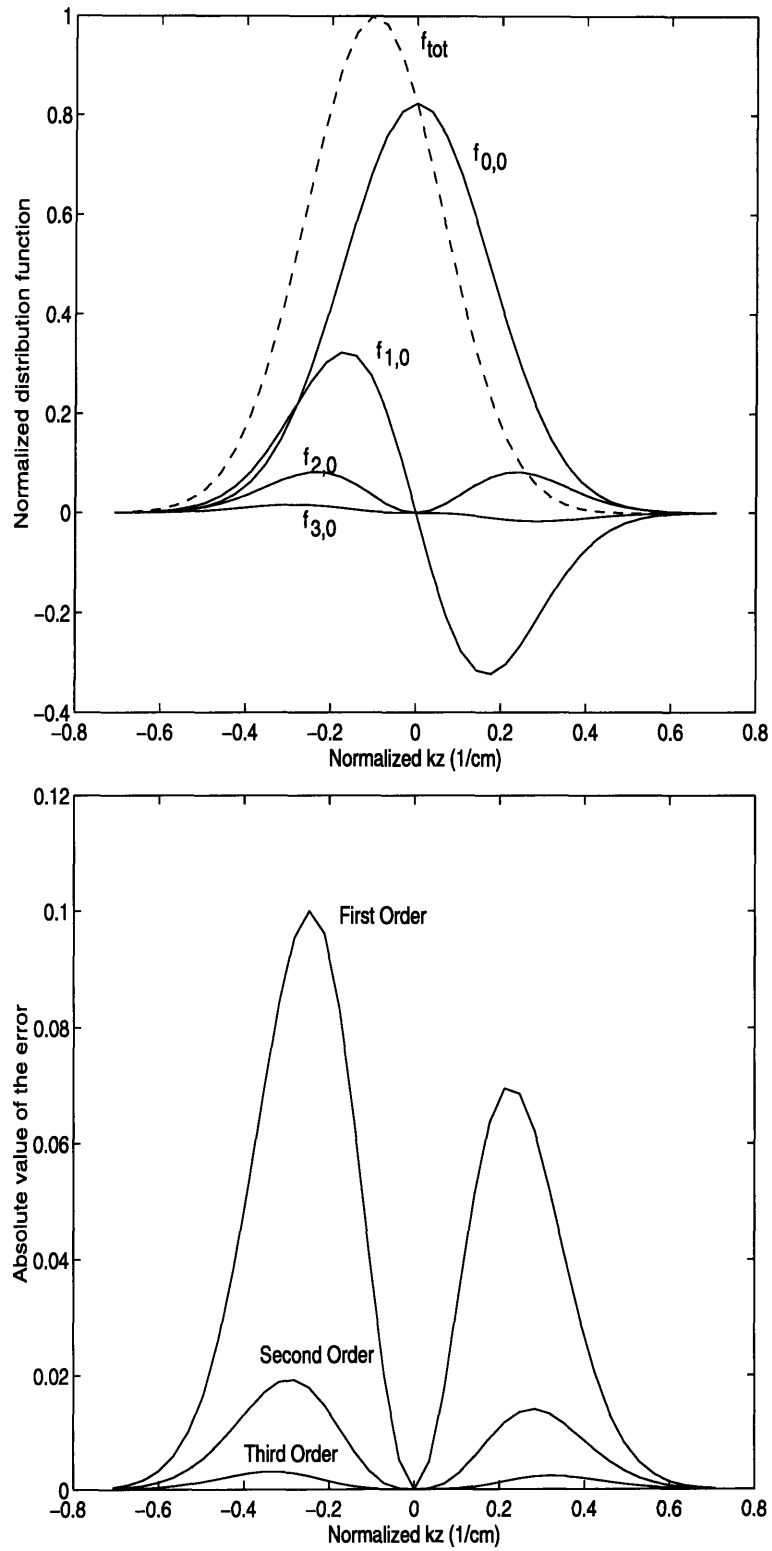 1
0.8
0.6
0.4
0.2
0
−0.2
−0.4
Normalized distribution function
f_tot
f_0,0
f_1,0
f_2,0
f_3,0
−0.8 −0.6 −0.4 −0.2 0 0.2 0.4 0.6 0.8
Normalized kz (1/cm)
0.12
0.1
0.08
0.06
0.04
0.02
0
Absolute value of the error
First Order
Second Order
Third Order
−0.8 −0.6 −0.4 −0.2 0 0.2 0.4 0.6 0.8
Normalized kz (1/cm)